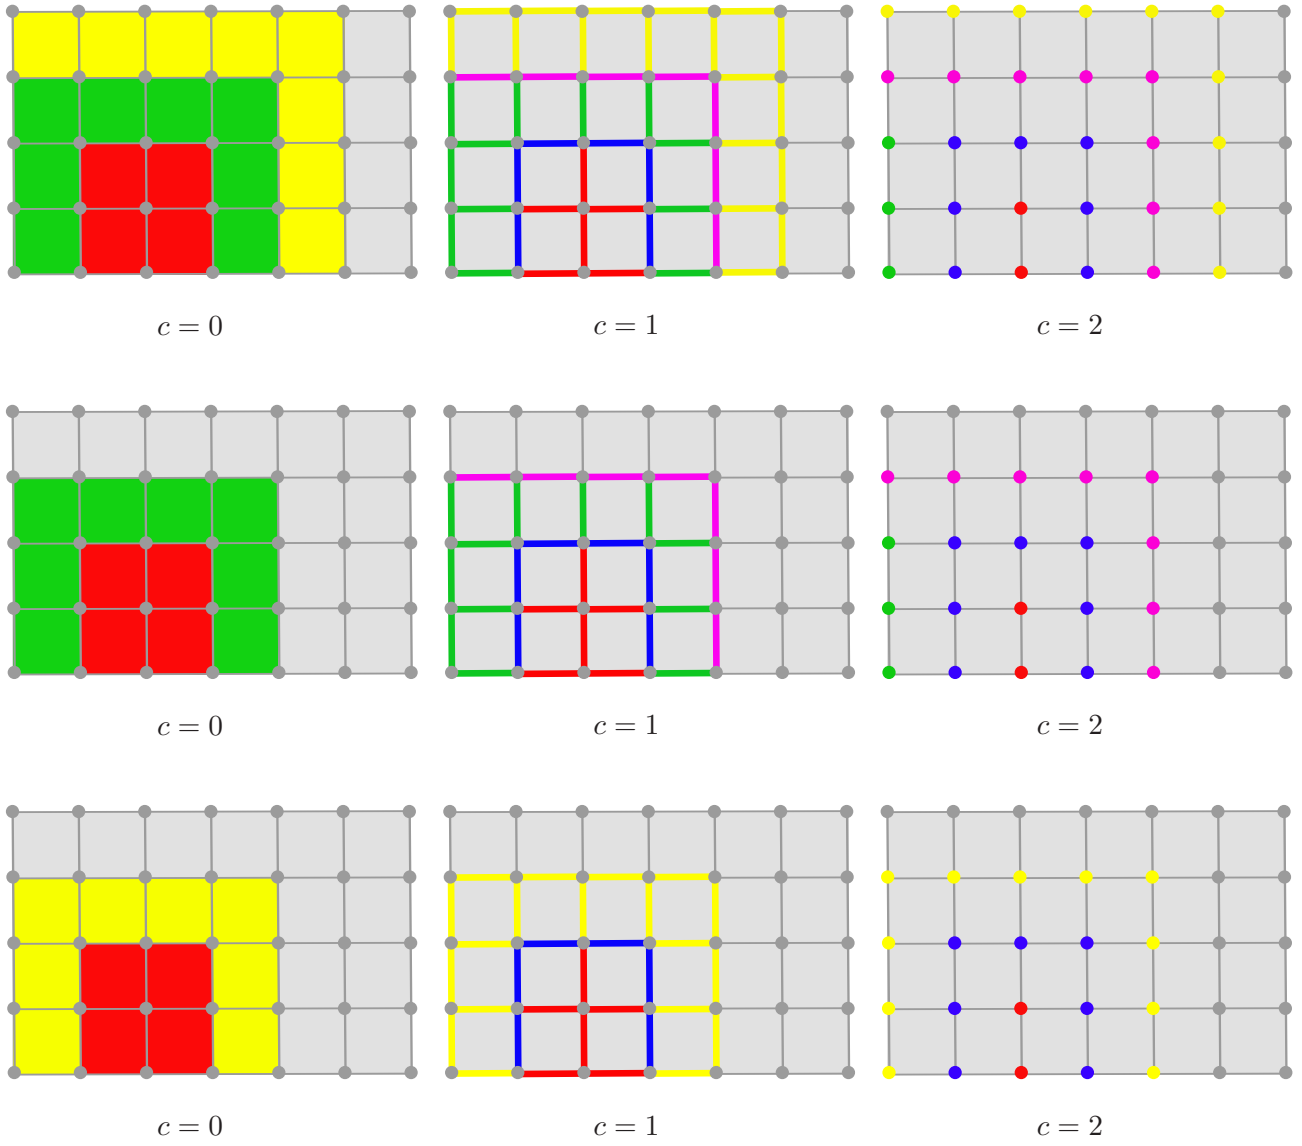 c = 0 c = 1 c = 2
c = 0 c = 1 c = 2
c = 0 c = 1 c = 2